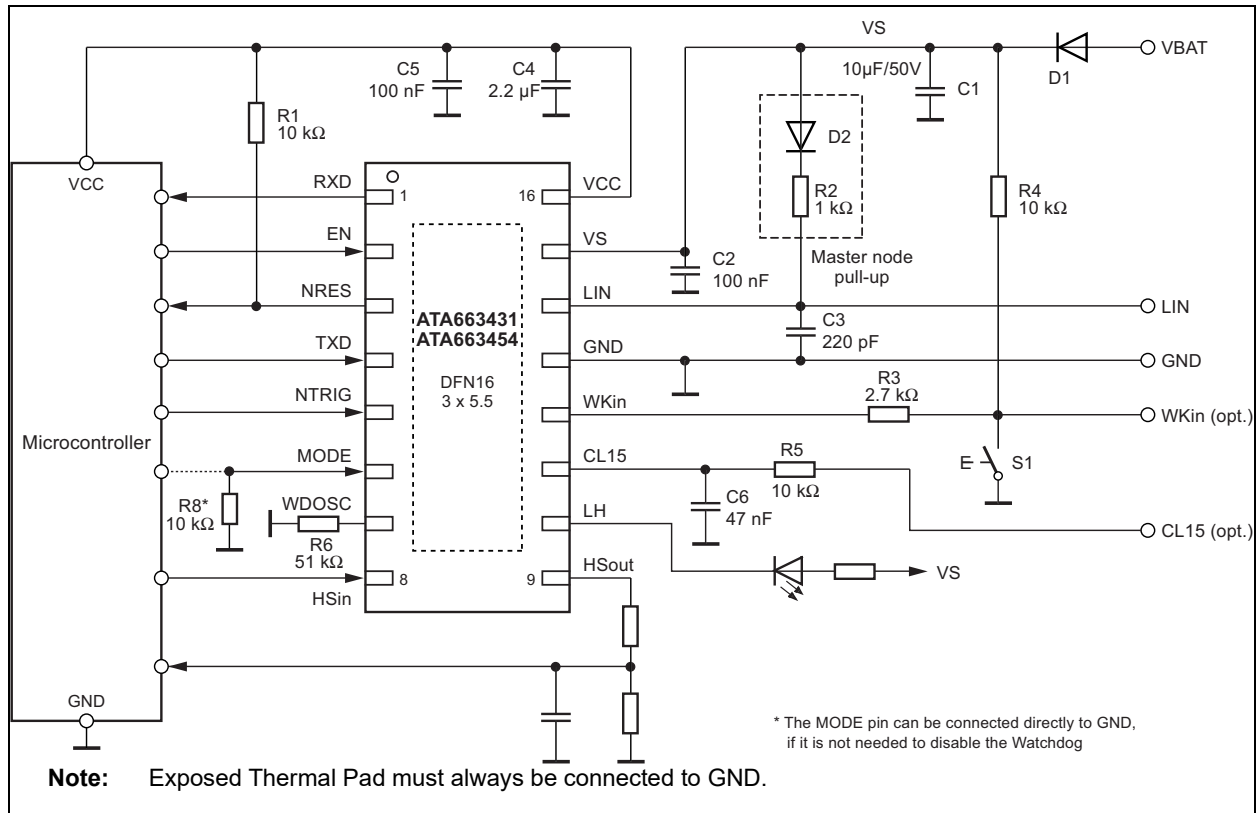 VS
VBAT
D1
10µF/50V
C1
C5
100 nF
C4
2.2 µF
R1
10 kΩ
D2
R2
1 kΩ
Master node
pull-up
R4
10 kΩ
VCC
RXD
1
16
VCC
EN
VS
C2
100 nF
NRES
LIN
LIN
ATA663431
ATA663454
C3
220 pF
TXD
GND
GND
DFN16
3 x 5.5
NTRIG
WKin
R3
2.7 kΩ
WKin (opt.)
Microcontroller
MODE
CL15
R5
10 kΩ
E
S1
R8*
10 kΩ
WDOSC
R6
51 kΩ
C6
47 nF
LH
CL15 (opt.)
HSin
8
9
HSout
VS
GND
* The MODE pin can be connected directly to GND,
if it is not needed to disable the Watchdog
Note: Exposed Thermal Pad must always be connected to GND.